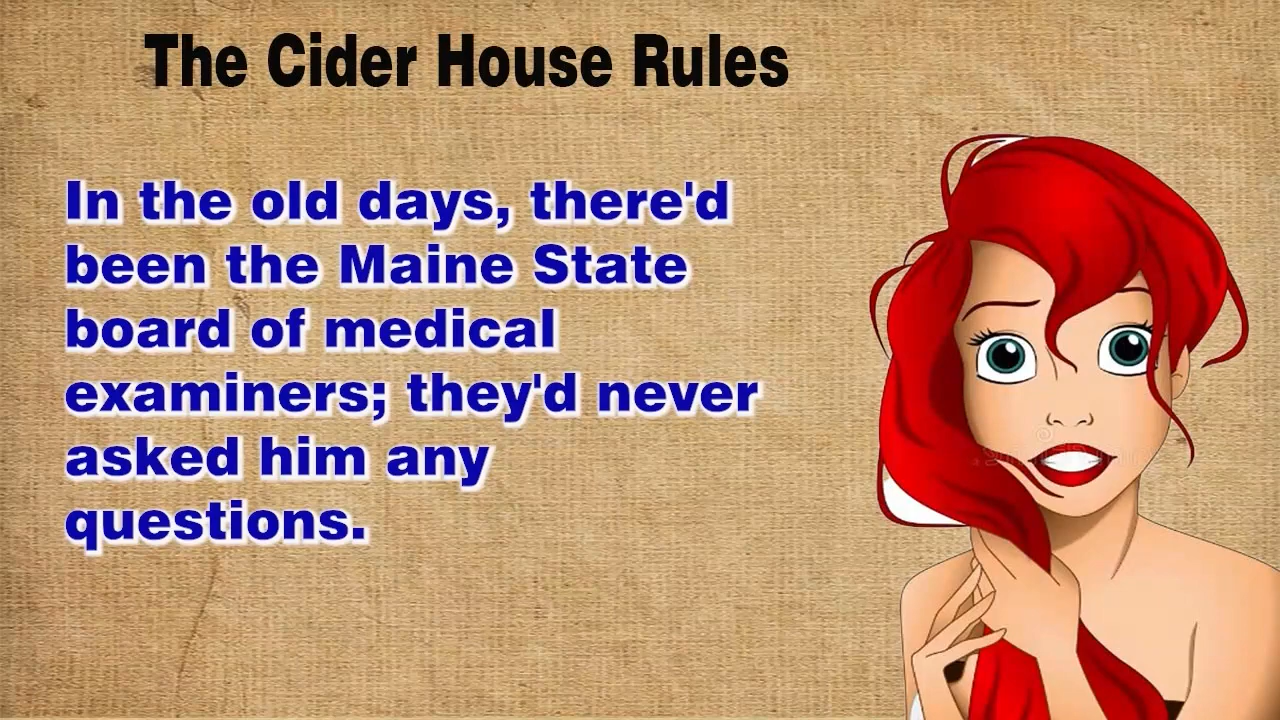 The Cider House Rules
In the old days, there'd
been the Maine State
board of medical
examiners; they'd never
asked him any
questions.